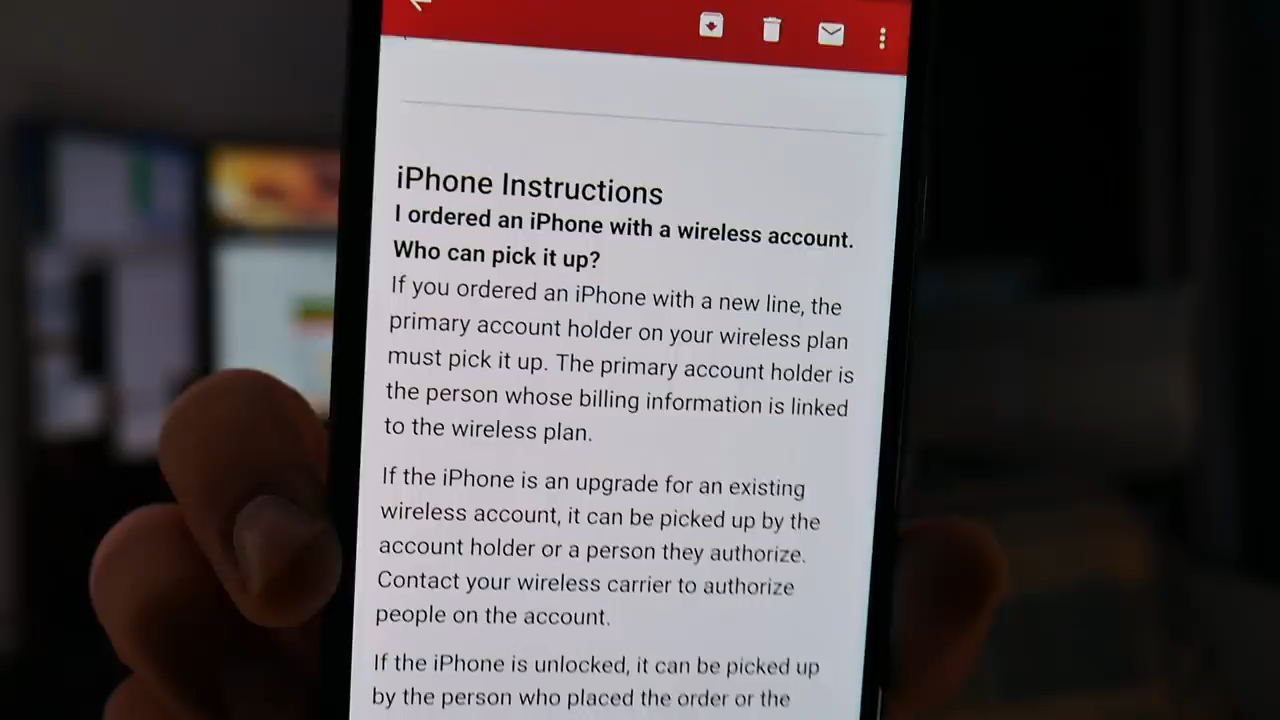 iPhone Instructions
I ordered an iPhone with a wireless account.
Who can pick it up?
If you ordered an iPhone with a new line, the
primary account holder on your wireless plan
must pick it up. The primary account holder is
the person whose billing information is linked
to the wireless plan.
If the iPhone is an upgrade for an existing
wireless account, it can be picked up by the
account holder or a person they authorize.
Contact your wireless carrier to authorize
people on the account.
If the iPhone is unlocked, it can be picked up
by the person who placed the order or the